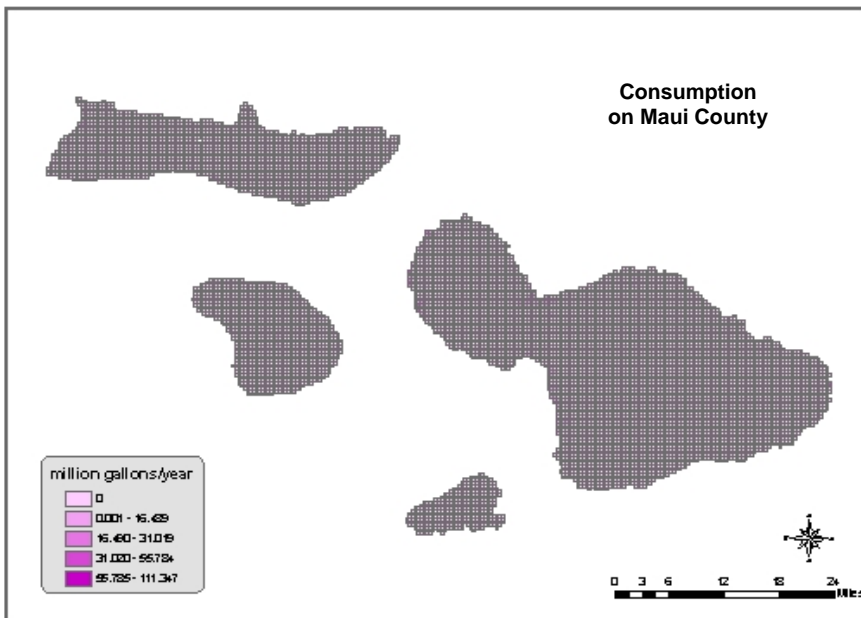 Consumption
on Maui County
million gallons/year
0
0.001 - 16.489
16.490 - 31.019
31.020 - 55.784
55.785 - 111.347
0 3 6 12 18 24
Miles